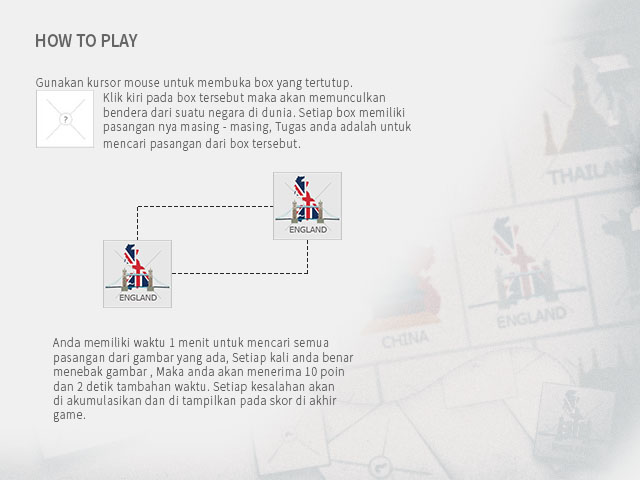 HOW TO PLAY
Gunakan kursor mouse untuk membuka box yang tertutup.
?
Klik kiri pada box tersebut maka akan memunculkan
bendera dari suatu negara di dunia. Setiap box memiliki
pasangan nya masing - masing, Tugas anda adalah untuk
mencari pasangan dari box tersebut.
THAILAN
ENGLAND
ENGLAND
ENGLAND
CHINA
Anda memiliki waktu 1 menit untuk mencari semua
pasangan dari gambar yang ada, Setiap kali anda benar
menebak gambar , Maka anda akan menerima 10 poin
dan 2 detik tambahan waktu. Setiap kesalahan akan
di akumulasikan dan di tampilkan pada skor di akhir
game.